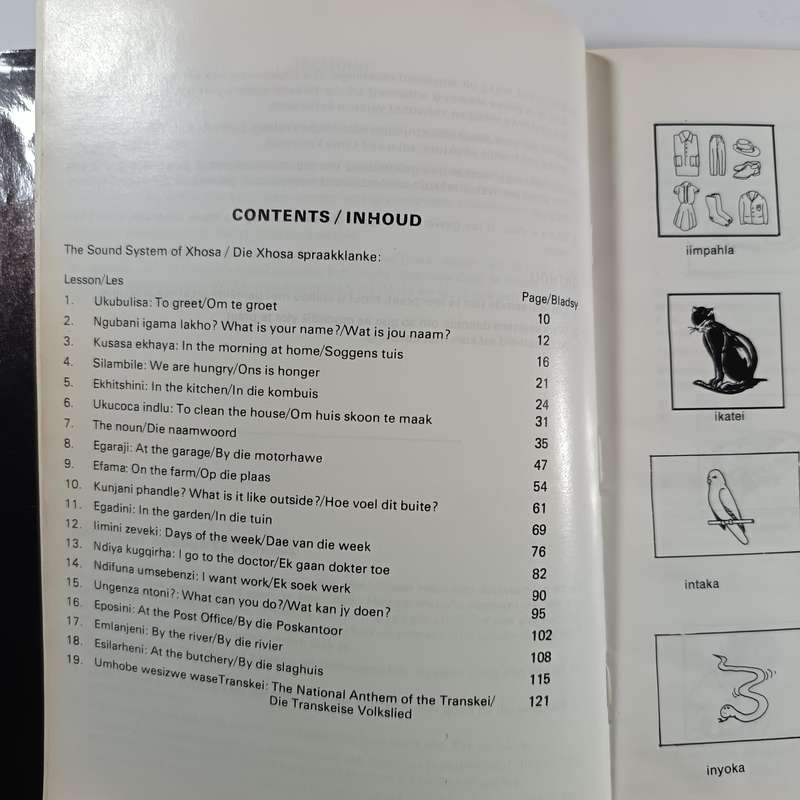 CONTENTS / INHOUD
The Sound System of Xhosa / Die Xhosa spraakklanke:
Lesson/Les Page/Bladsy
1. Ukubulisa: To greet/Om te groet 10
2. Ngubani igama lakho? What is your name?/Wat is jou naam? 12
3. Kusasa ekhaya: In the morning at home/Soggens tuis 16
4. Silambile: We are hungry/Ons is honger 21
5. Ekhitshini: In the kitchen/In die kombuis 24
6. Ukucoca indlu: To clean the house/Om huis skoon te maak 31
7. The noun/Die naamwoord 35
8. Egaraji: At the garage/By die motorhawe 47
9. Efama: On the farm/Op die plaas 54
10. Kunjani phandle? What is it like outside?/Hoe voel dit buite? 61
11. Egadini: In the garden/In die tuin 69
12. Iimini zeveki: Days of the week/Dae van die week 76
13. Ndiya kugqirha: I go to the doctor/Ek gaan dokter toe 82
14. Ndifuna umsebenzi: I want work/Ek soek werk 90
15. Ungenza ntoni?: What can you do?/Wat kan jy doen? 95
16. Eposini: At the Post Office/By die Poskantoor 102
17. Emlanjeni: By the river/By die rivier 108
18. Esilarheni: At the butchery/By die slaghuis 115
19. Umhobe wesizwe waseTranskei: The National Anthem of the Transkei/ 121
Die Transkeise Volkslied
iimpahla
ikatei
intaka
inyoka